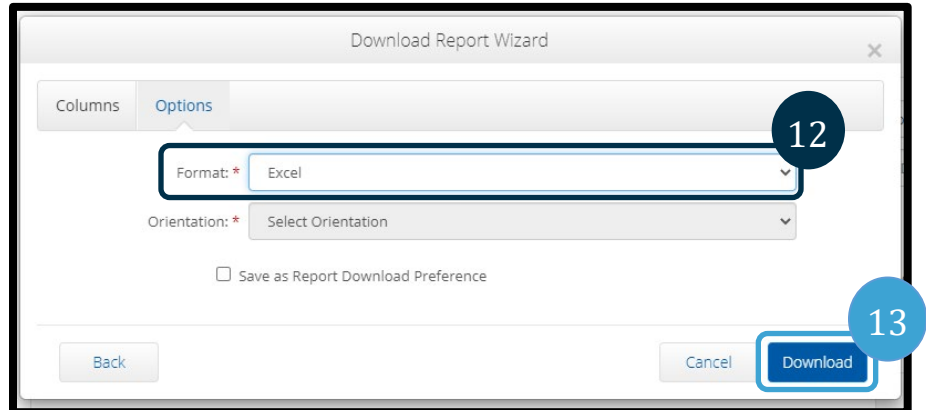 Download Report Wizard
×
Columns Options
12
Format: * Excel
Orientation: * Select Orientation
Save as Report Download Preference
13
Back Cancel Download